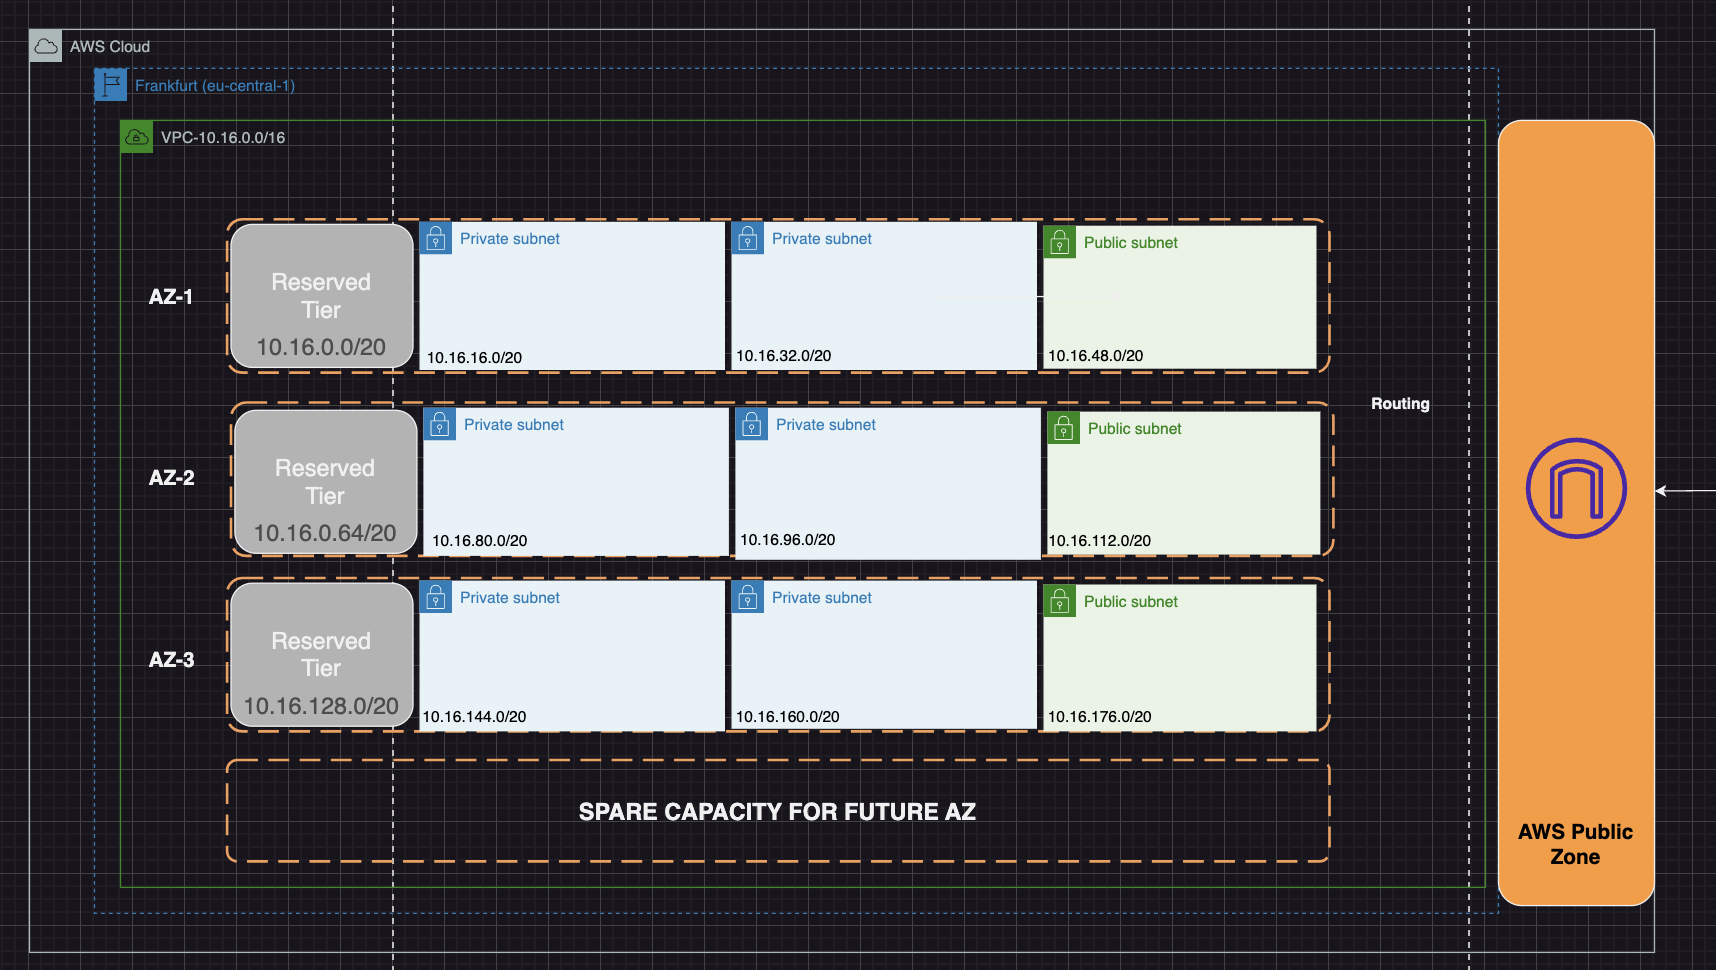 AWS Cloud
Frankfurt (eu-central-1)
VPC-10.16.0.0/16
AZ-1
Reserved
Tier
10.16.0.0/20
Private subnet
10.16.16.0/20
Private subnet
10.16.32.0/20
Public subnet
10.16.48.0/20
AZ-2
Reserved
Tier
10.16.0.64/20
Private subnet
10.16.80.0/20
Private subnet
10.16.96.0/20
Public subnet
10.16.112.0/20
Routing
AZ-3
Reserved
Tier
10.16.128.0/20
Private subnet
10.16.144.0/20
Private subnet
10.16.160.0/20
Public subnet
10.16.176.0/20
SPARE CAPACITY FOR FUTURE AZ
AWS Public
Zone